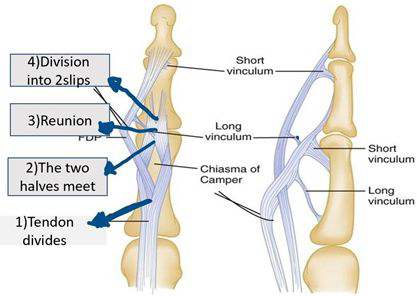 4)Division
into 2slips
3)Reunion
FDP
2)The two
halves meet
1)Tendon
divides
Short
vinculum
Long
vinculum
Chiasma of
Camper
Short
vinculum
Long
vinculum